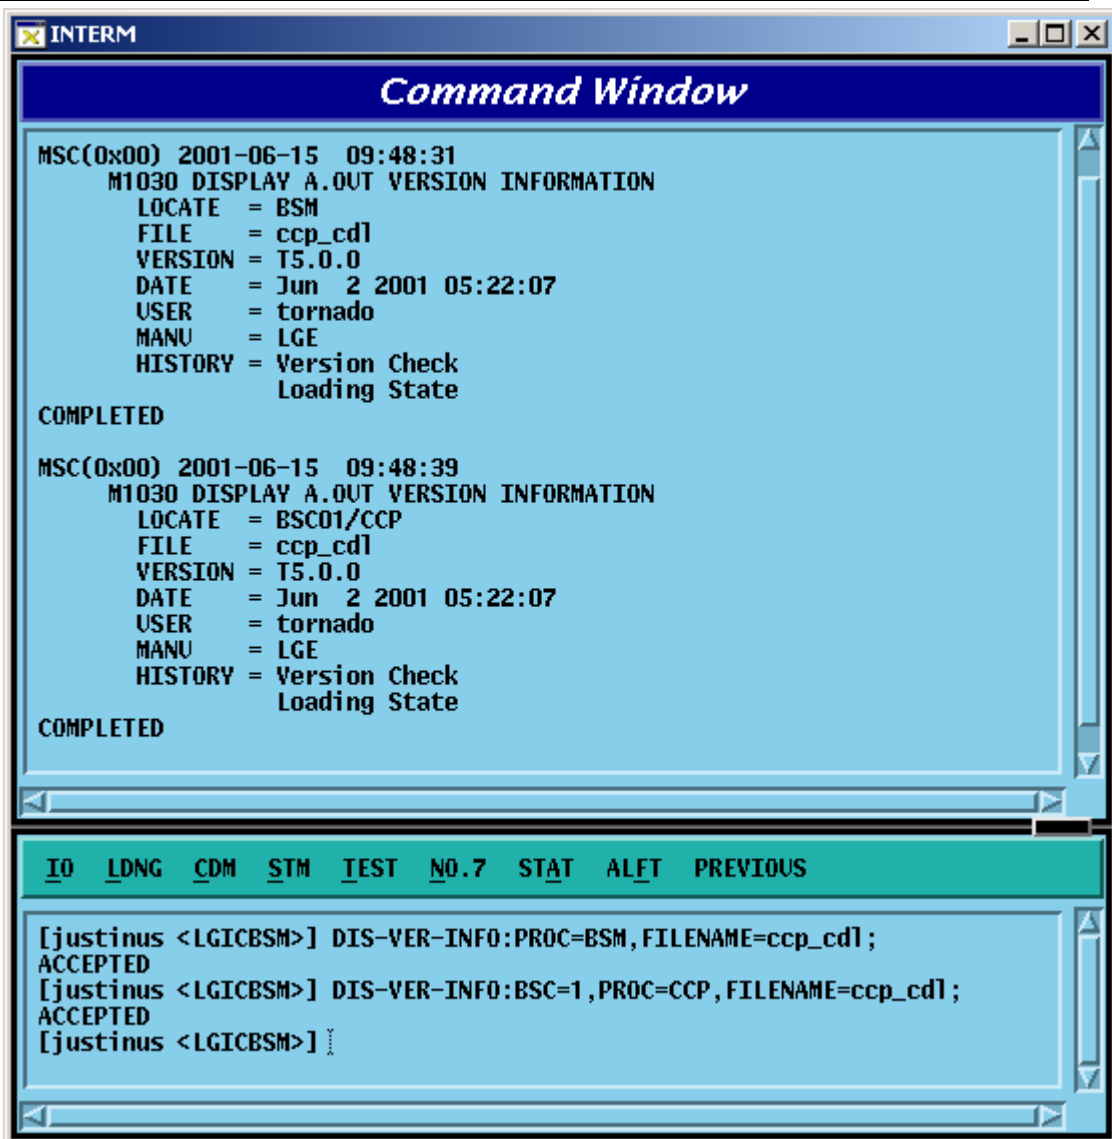 INTERM
Command Window
MSC(0x00) 2001-06-15 09:48:31
M1030 DISPLAY A.OUT VERSION INFORMATION
LOCATE = BSM
FILE = ccp_cdl
VERSION = T5.0.0
DATE = Jun 2 2001 05:22:07
USER = tornado
MANU = LGE
HISTORY = Version Check
Loading State
COMPLETED
MSC(0x00) 2001-06-15 09:48:39
M1030 DISPLAY A.OUT VERSION INFORMATION
LOCATE = BSC01/CCP
FILE = ccp_cdl
VERSION = T5.0.0
DATE = Jun 2 2001 05:22:07
USER = tornado
MANU = LGE
HISTORY = Version Check
Loading State
COMPLETED
IO LDNG CDM STM TEST NO.7 STAT ALFT PREVIOUS
[justinus <LGICBSM>] DIS-VER-INFO:PROC=BSM,FILENAME=ccp_cdl;
ACCEPTED
[justinus <LGICBSM>] DIS-VER-INFO:BSC=1,PROC=CCP,FILENAME=ccp_cdl;
ACCEPTED
[justinus <LGICBSM>]